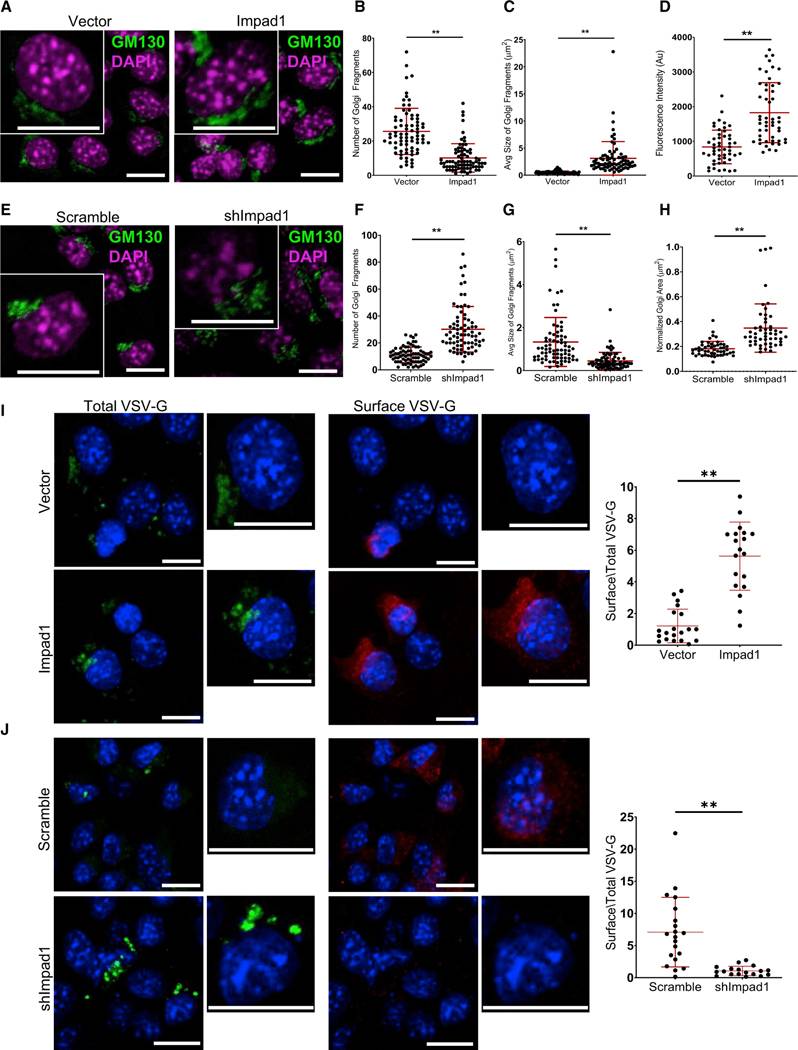 A
Vector
Impad1
GM130
DAPI
GM130
DAPI
B
**
Number of Golgi Fragments
80
60
40
20
0
Vector
Impad1
C
**
Avg Size of Golgi Fragments (μm²)
25
20
15
10
5
0
Vector
Impad1
D
**
Fluorescence Intensity (Au)
4000
3000
2000
1000
0
Vector
Impad1
E
Scramble
shImpad1
GM130
DAPI
GM130
DAPI
F
**
Number of Golgi Fragments
100
80
60
40
20
0
Scramble
shImpad1
G
**
Avg Size of Golgi Fragments (μm²)
6
4
2
0
Scramble
shImpad1
H
**
Normalized Golgi Area (μm²)
1.0
0.8
0.6
0.4
0.2
0.0
Scramble
shImpad1
I
Total VSV-G
Surface VSV-G
Vector
Impad1
**
Surface\Total VSV-G
10
8
6
4
2
0
Vector
Impad1
J
Scramble
shImpad1
**
Surface\Total VSV-G
25
20
15
10
5
0
Scramble
shImpad1